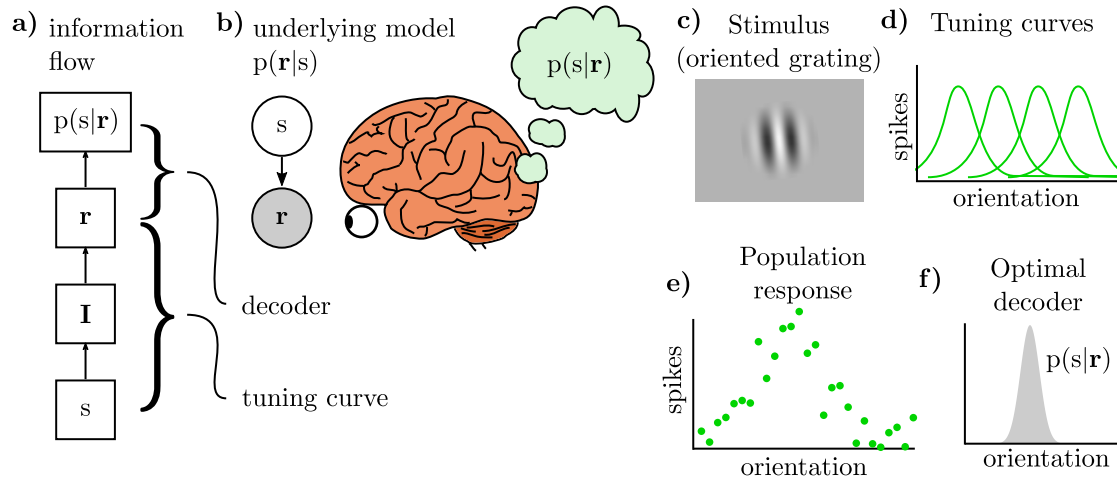 a) information
flow
p(s|r)
r
I
s
decoder
tuning curve
b) underlying model
p(r|s)
s
r
p(s|r)
c) Stimulus
(oriented grating)
d) Tuning curves
spikes
orientation
e) Population
response
spikes
orientation
f) Optimal
decoder
p(s|r)
orientation